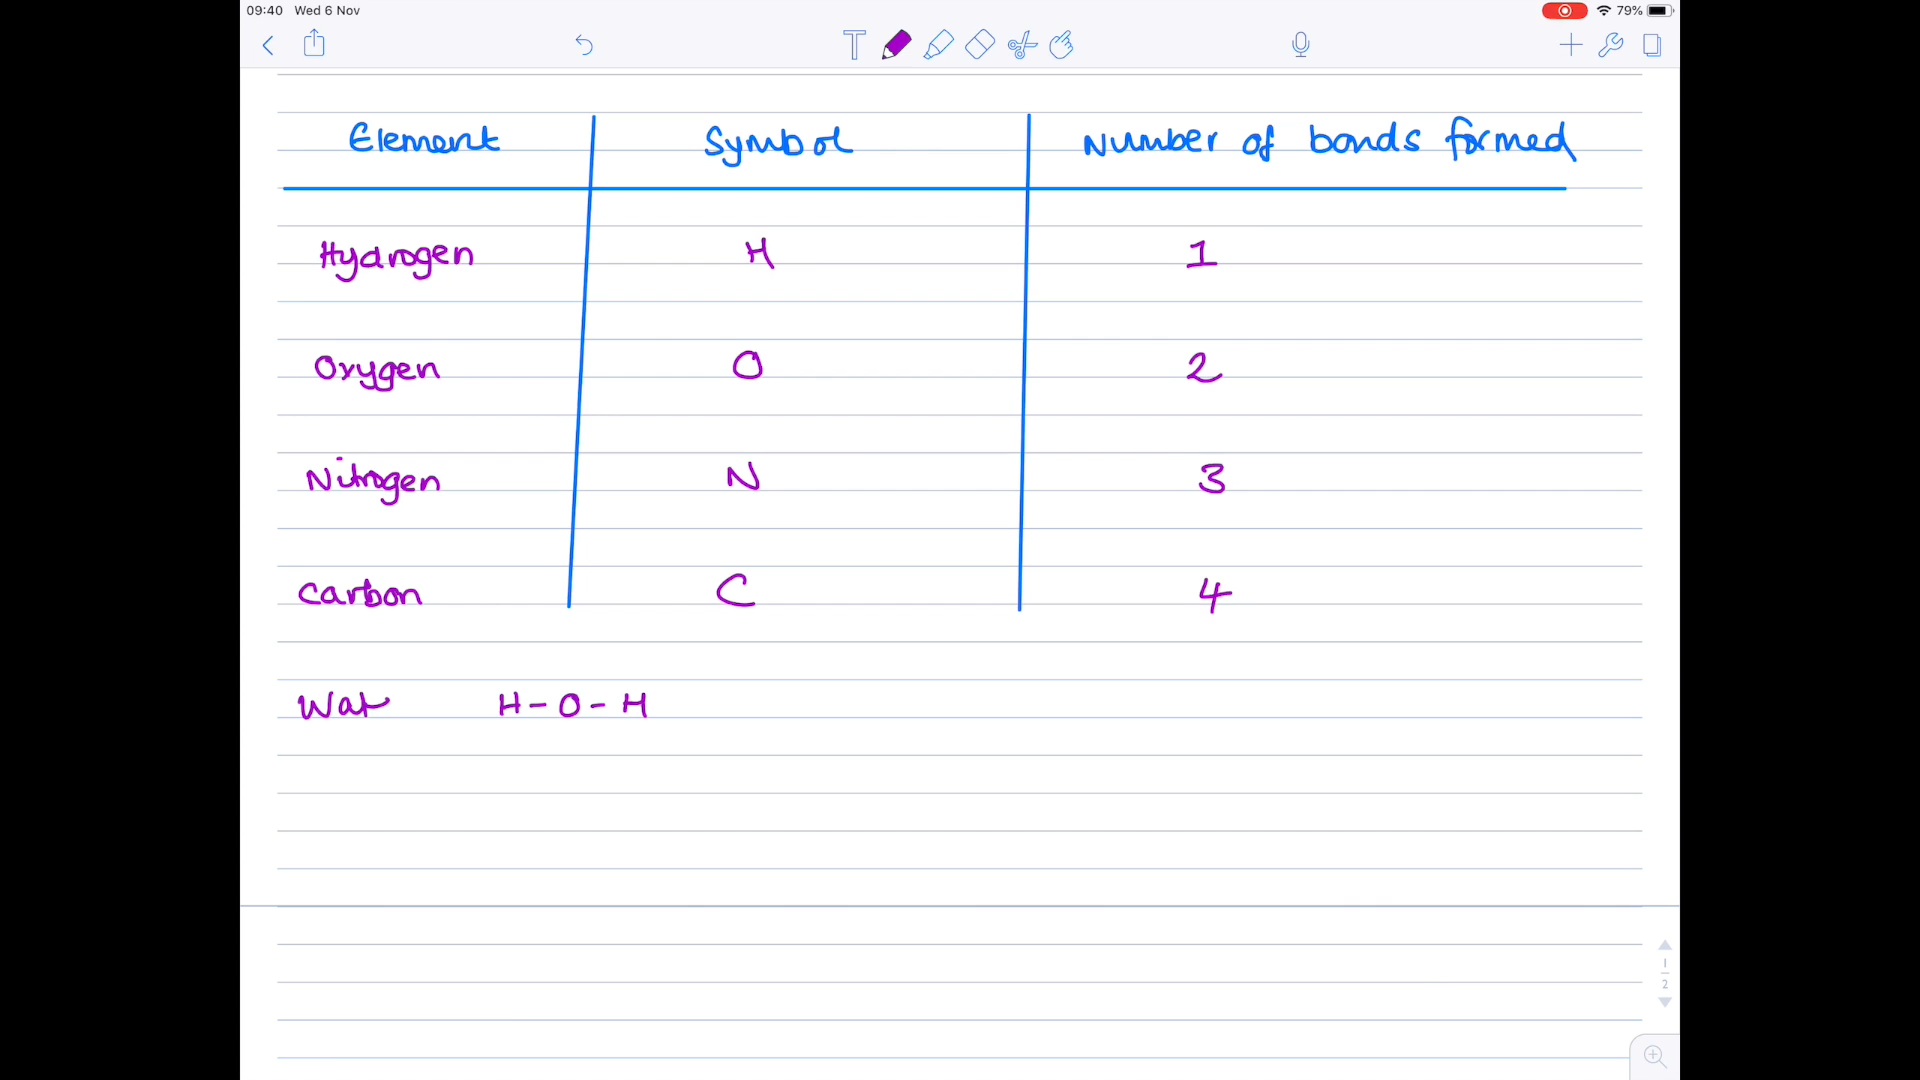 09:40 Wed 6 Nov 79%
T
Element Symbol Number of bonds formed
Hydrogen H 1
Oxygen O 2
Nitrogen N 3
Carbon C 4
H-O-H
1
2